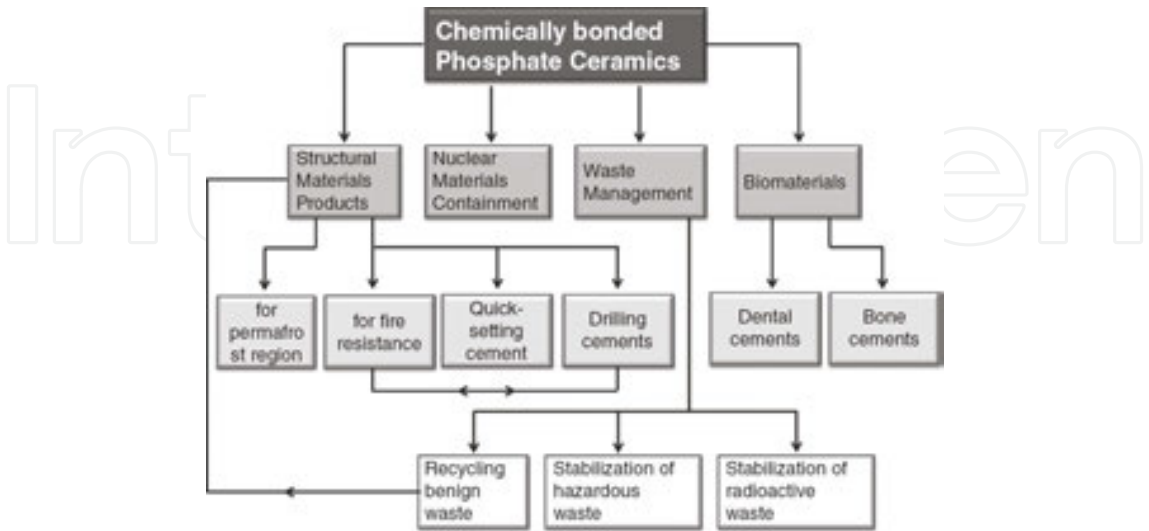 Chemically bonded
Phosphate Ceramics
Structural
Materials
Products
Nuclear
Materials
Containment
Waste
Management
Biomaterials
for
permafro
st region
for fire
resistance
Quick-
setting
cement
Drilling
cements
Dental
cements
Bone
cements
Recycling
benign
waste
Stabilization of
hazardous
waste
Stabilization of
radioactive
waste
Int
en